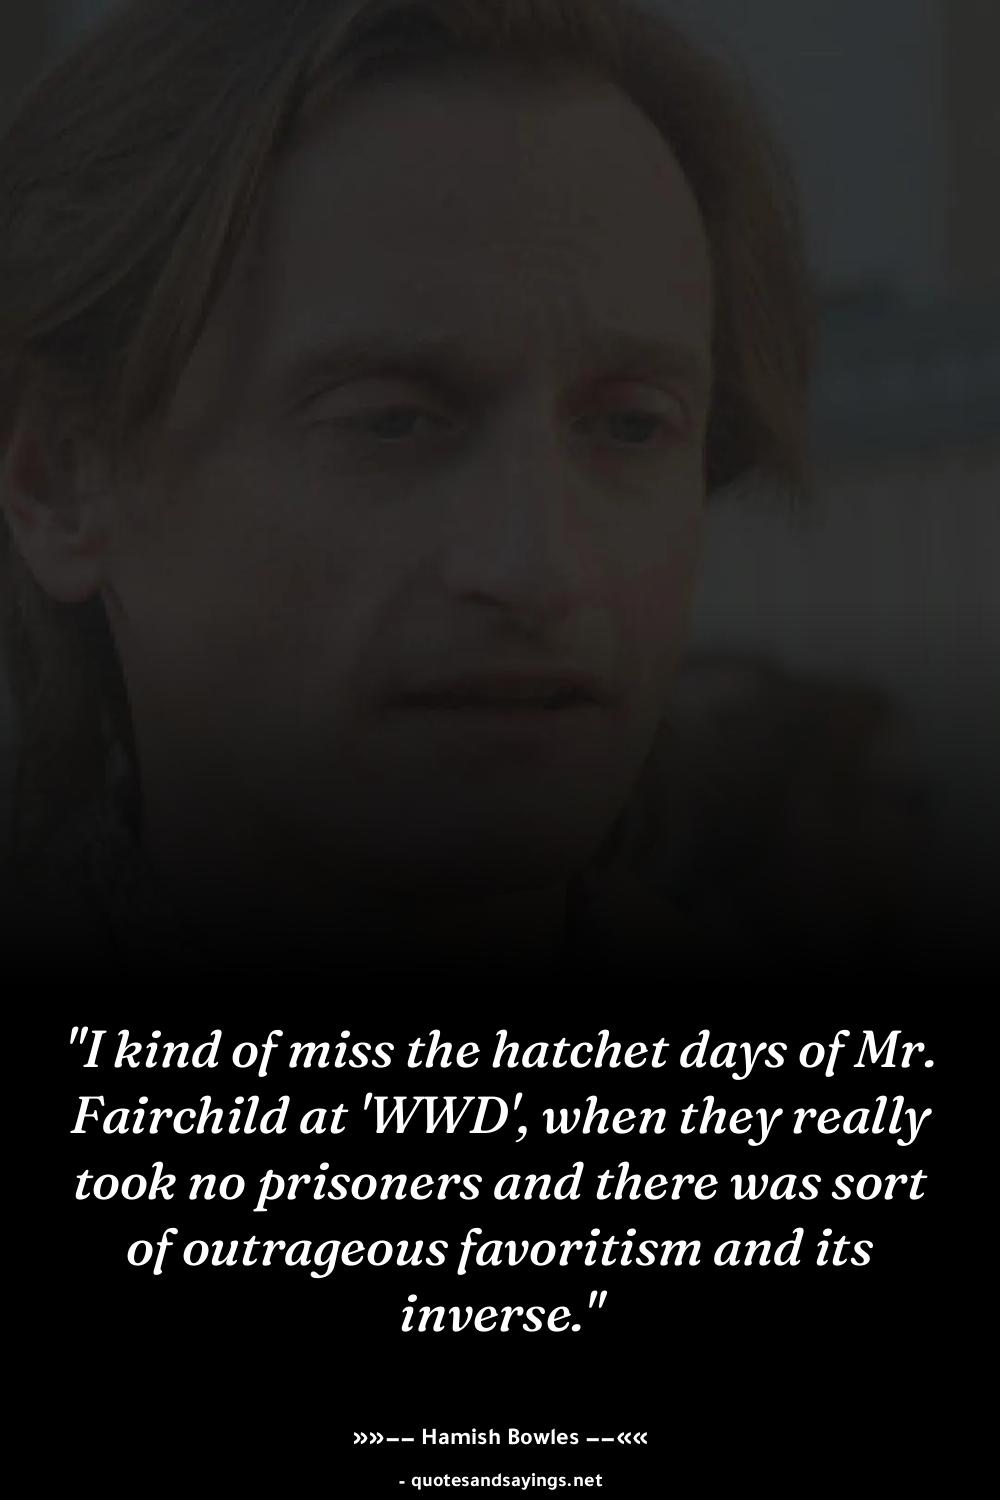 "I kind of miss the hatchet days of Mr.
Fairchild at 'WWD', when they really
took no prisoners and there was sort
of outrageous favoritism and its
inverse."
»»−− Hamish Bowles −−««
- quotesandsayings.net